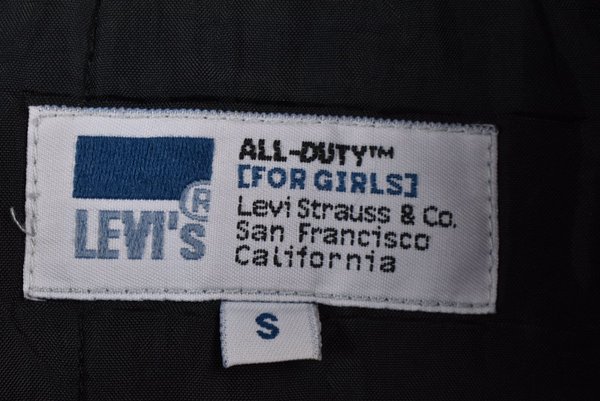 LEVI'S®
ALL-DUTY™
[FOR GIRLS]
Levi Strauss & Co.
San Francisco
California
S